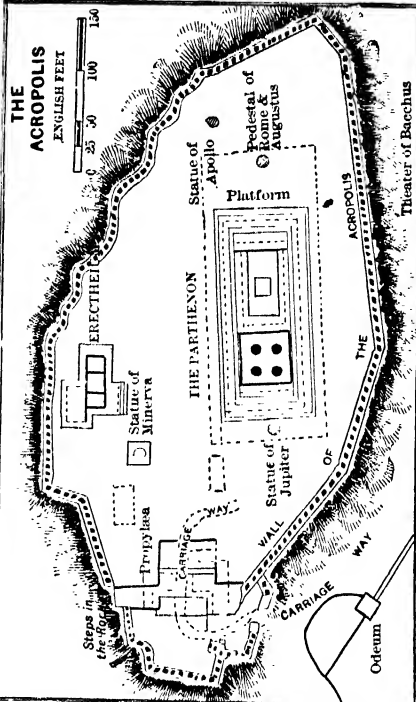 THE
ACROPOLIS
ENGLISH FEET
0 25 50 100 150
ERECTHEIUM
Statue of
Minerva
Propylæa
Steps in
the Rock
CARRIAGE
WAY
THE PARTHENON
Platform
Statue of
Apollo
Pedestal of
Rome &
Augustus
Statue of
Jupiter
WALL OF THE ACROPOLIS
CARRIAGE WAY
Odeum
Theater of Bacchus